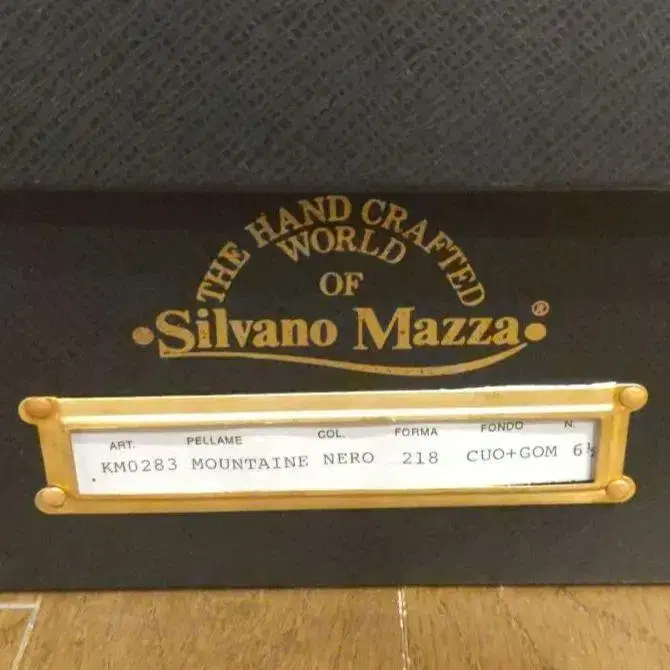 THE HAND CRAFTED
WORLD
OF
•Silvano Mazza•®
ART. PELLAME COL. FORMA FONDO N.
KM0283 MOUNTAINE NERO 218 CUO+GOM 6½